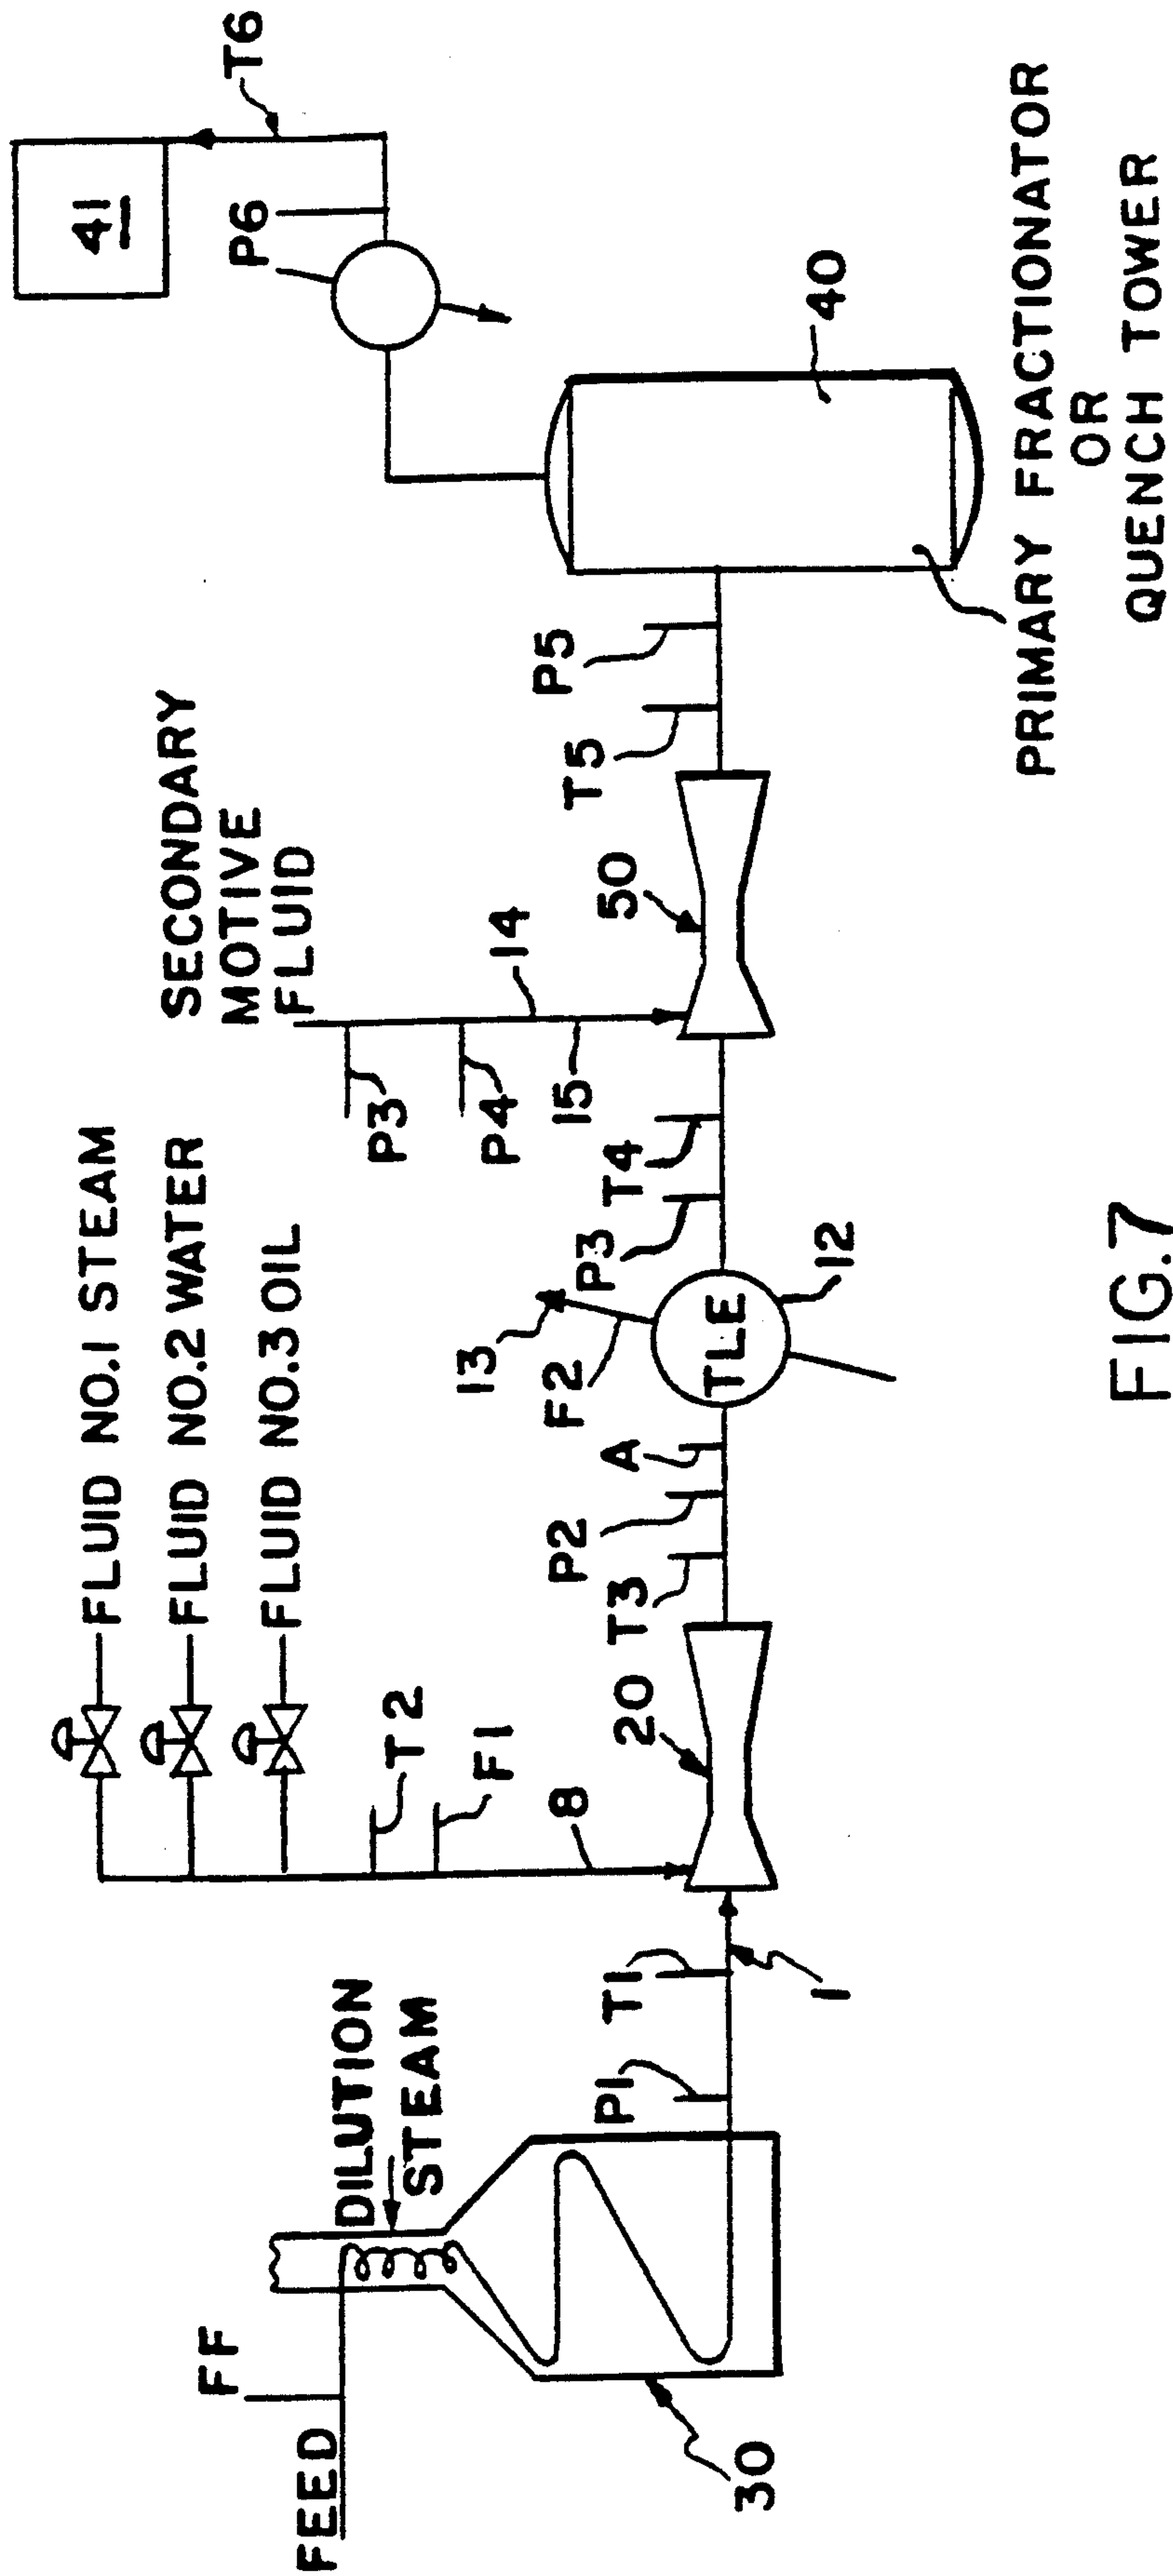 FEED
FF
DILUTION
STEAM
30
P1
T1
1
FLUID NO.1 STEAM
FLUID NO.2 WATER
FLUID NO.3 OIL
T2
F1
8
20
T3
P2
A
TLE
12
13
F2
P3
T4
SECONDARY
MOTIVE
FLUID
P3
P4
14
15
50
T5
P5
40
PRIMARY FRACTIONATOR
OR
QUENCH TOWER
P6
T6
41
FIG.7